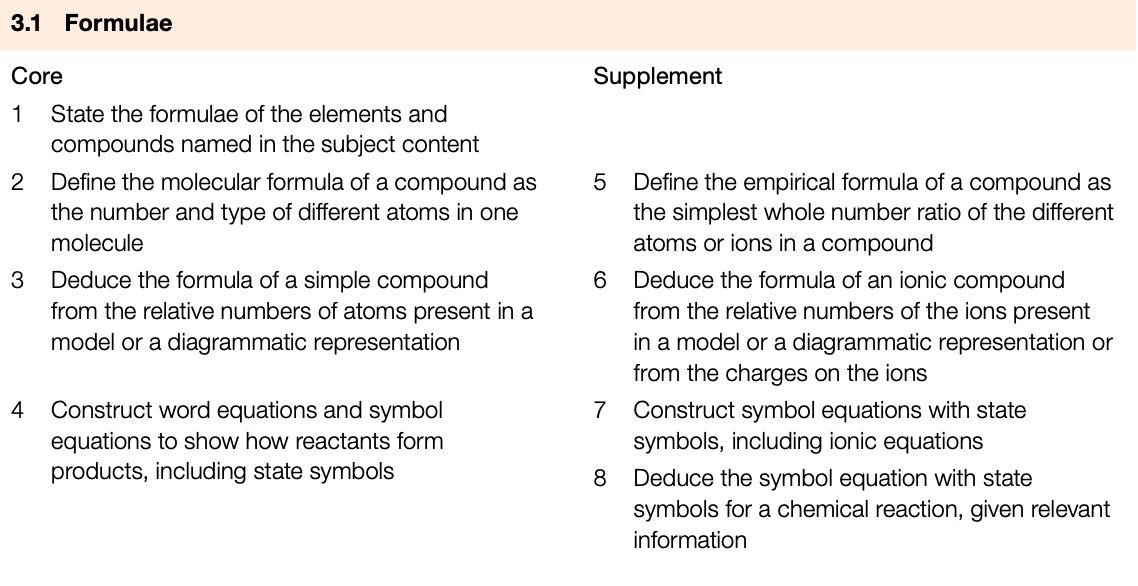 3.1 Formulae
Core
1 State the formulae of the elements and
compounds named in the subject content
2 Define the molecular formula of a compound as
the number and type of different atoms in one
molecule
3 Deduce the formula of a simple compound
from the relative numbers of atoms present in a
model or a diagrammatic representation
4 Construct word equations and symbol
equations to show how reactants form
products, including state symbols
Supplement
5 Define the empirical formula of a compound as
the simplest whole number ratio of the different
atoms or ions in a compound
6 Deduce the formula of an ionic compound
from the relative numbers of the ions present
in a model or a diagrammatic representation or
from the charges on the ions
7 Construct symbol equations with state
symbols, including ionic equations
8 Deduce the symbol equation with state
symbols for a chemical reaction, given relevant
information